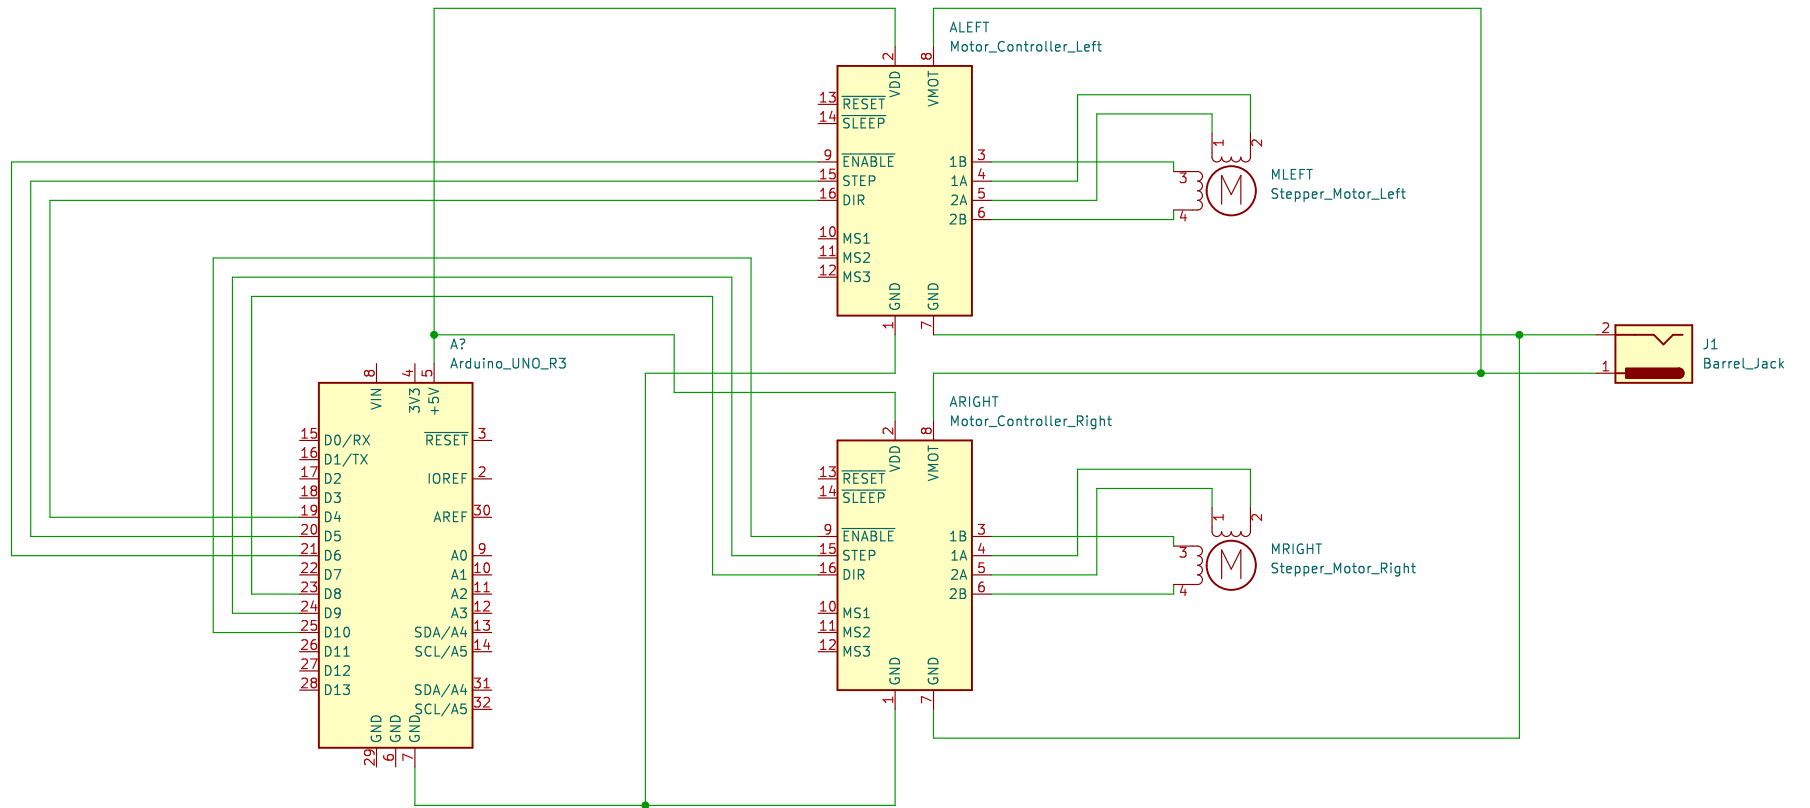 ALEFT
Motor_Controller_Left
2
8
VDD
VMOT
13
RESET
14
SLEEP
9
ENABLE
15
STEP
16
DIR
10
MS1
11
MS2
12
MS3
1B
3
1A
4
2A
5
2B
6
GND
GND
1
7
1
2
3
4
M
MLEFT
Stepper_Motor_Left
2
1
J1
Barrel_Jack
A?
Arduino_UNO_R3
8
4
5
VIN
3V3
+5V
15
D0/RX
16
D1/TX
17
D2
18
D3
19
D4
20
D5
21
D6
22
D7
23
D8
24
D9
25
D10
26
D11
27
D12
28
D13
RESET
3
IOREF
2
AREF
30
A0
9
A1
10
A2
11
A3
12
SDA/A4
13
SCL/A5
14
SDA/A4
31
SCL/A5
32
GND
GND
GND
29
6
7
ARIGHT
Motor_Controller_Right
2
8
VDD
VMOT
13
RESET
14
SLEEP
9
ENABLE
15
STEP
16
DIR
10
MS1
11
MS2
12
MS3
1B
3
1A
4
2A
5
2B
6
GND
GND
1
7
1
2
3
4
M
MRIGHT
Stepper_Motor_Right